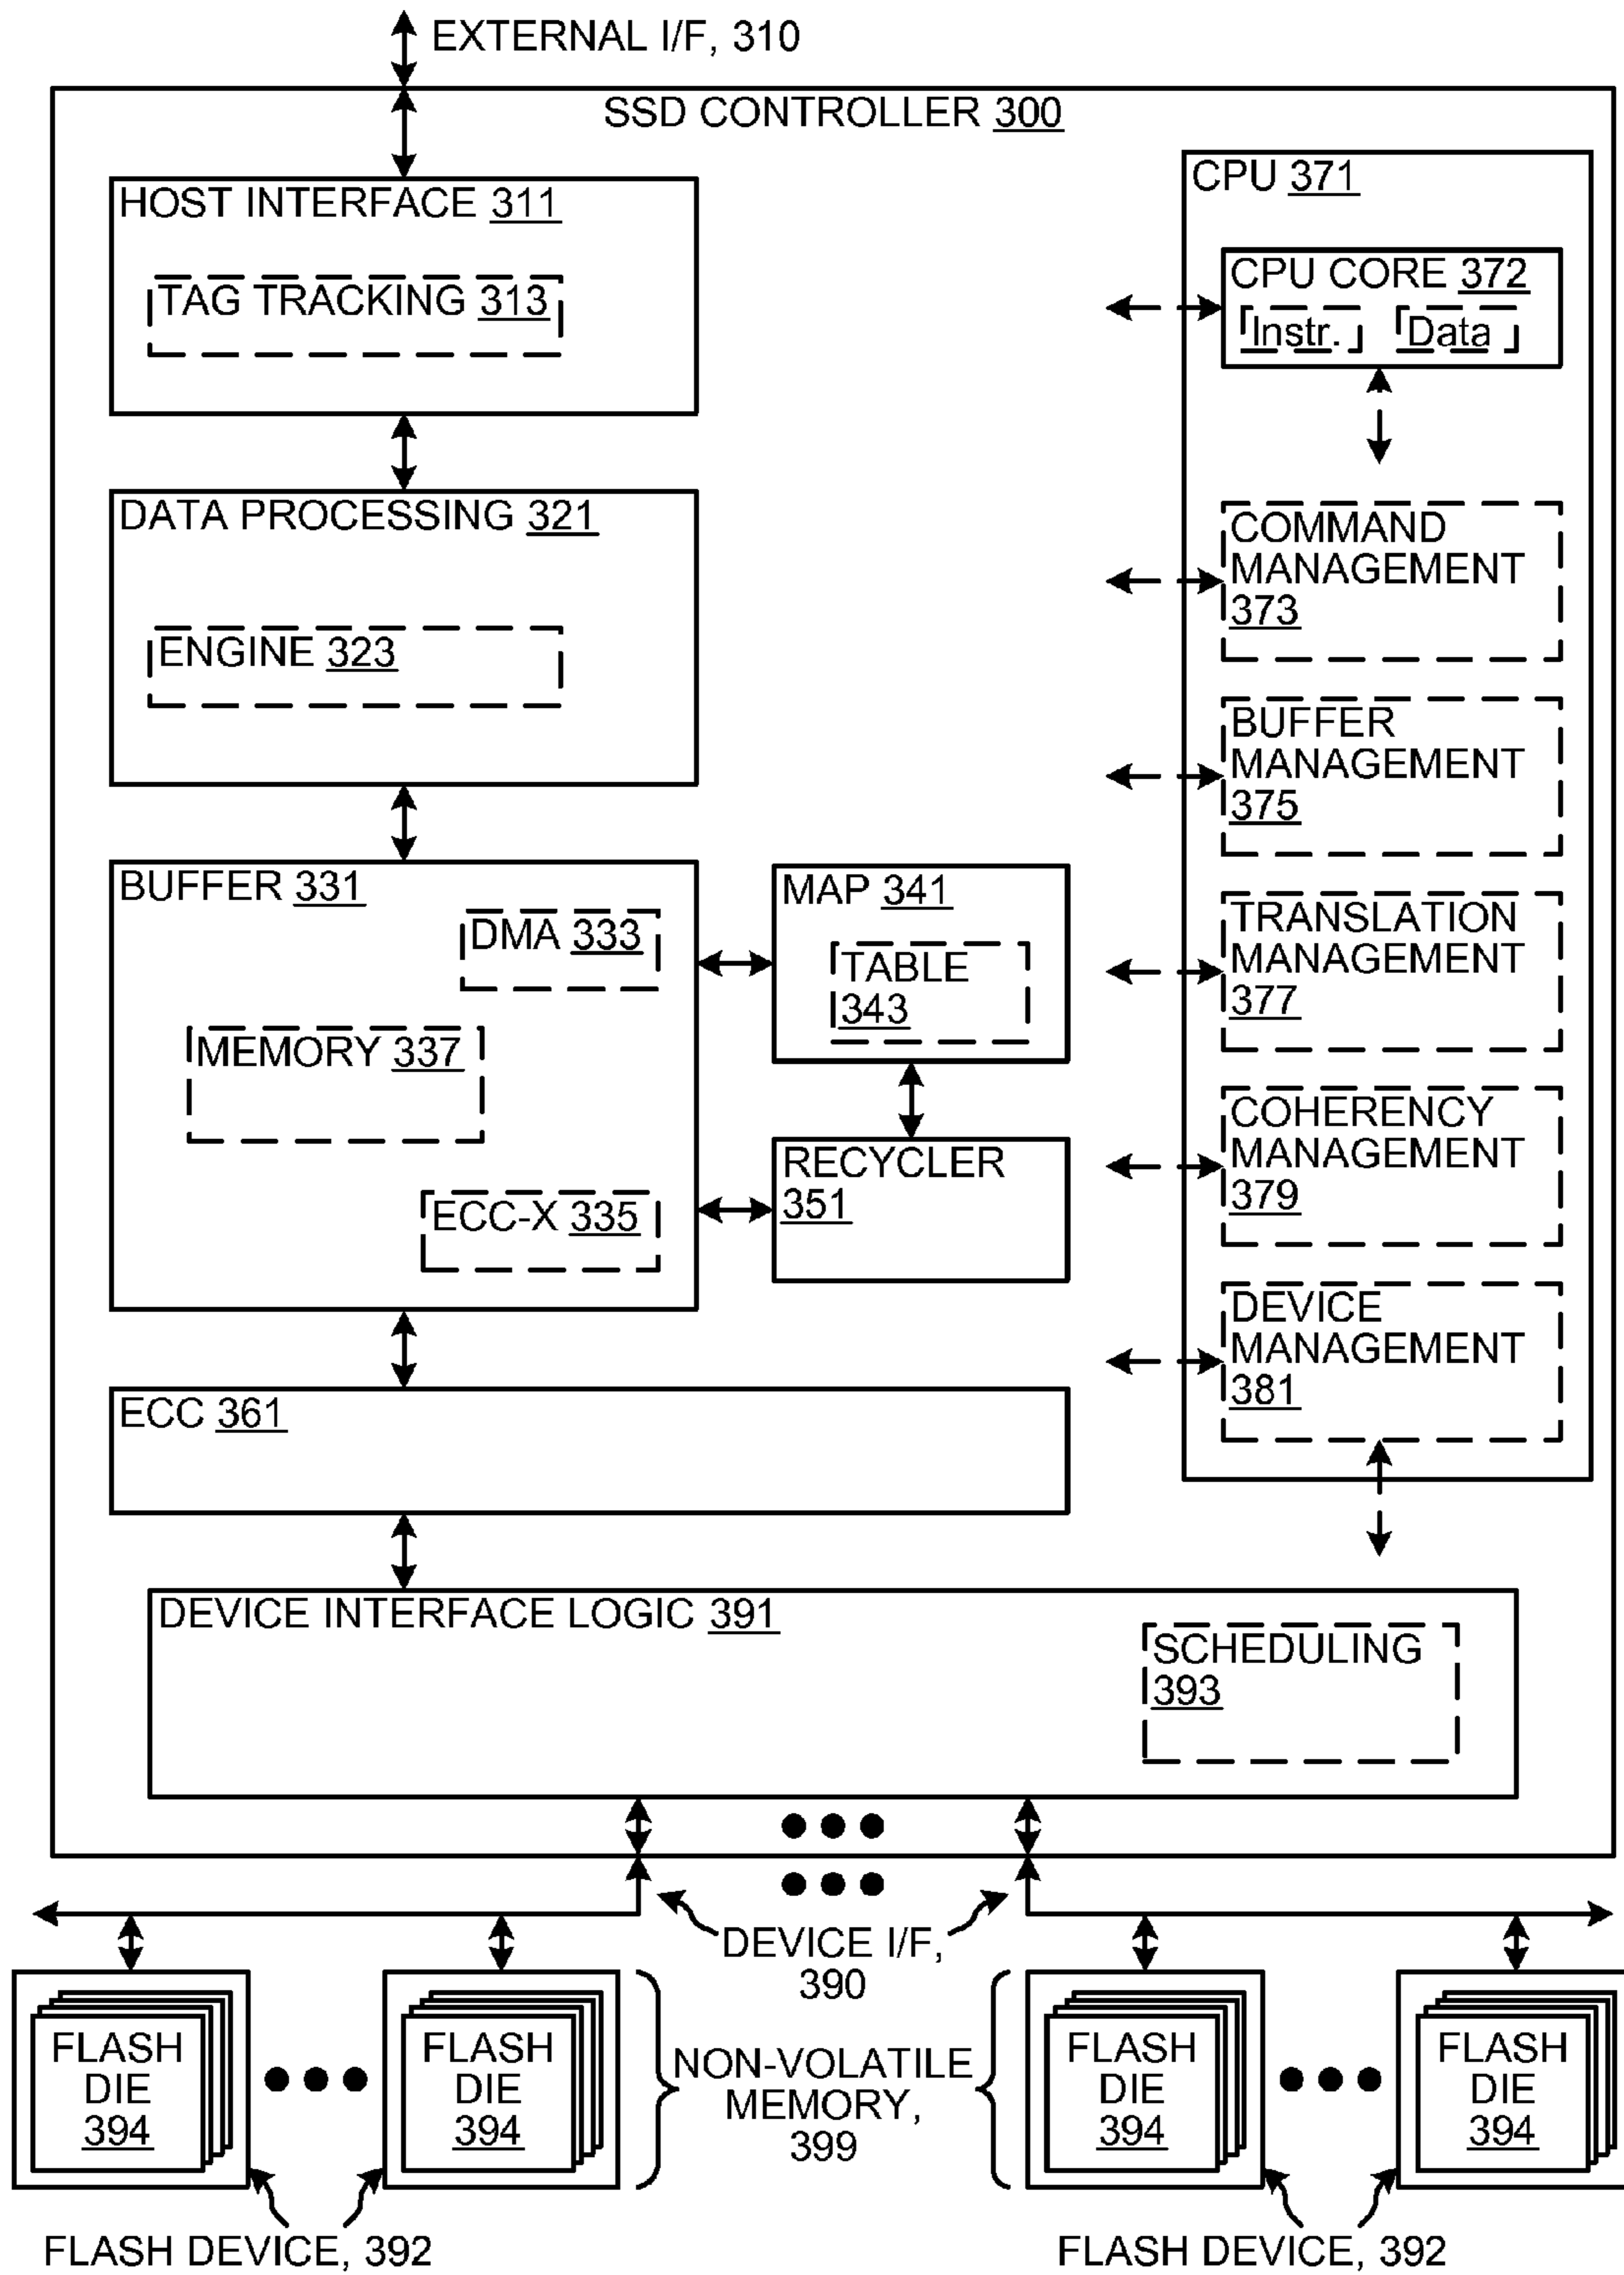 EXTERNAL I/F, 310
SSD CONTROLLER 300
HOST INTERFACE 311
TAG TRACKING 313
DATA PROCESSING 321
ENGINE 323
BUFFER 331
DMA 333
MEMORY 337
ECC-X 335
MAP 341
TABLE
343
RECYCLER
351
ECC 361
CPU 371
CPU CORE 372
Instr.
Data
COMMAND
MANAGEMENT
373
BUFFER
MANAGEMENT
375
TRANSLATION
MANAGEMENT
377
COHERENCY
MANAGEMENT
379
DEVICE
MANAGEMENT
381
DEVICE INTERFACE LOGIC 391
SCHEDULING
393
DEVICE I/F,
390
FLASH
DIE
394
FLASH
DIE
394
NON-VOLATILE
MEMORY,
399
FLASH
DIE
394
FLASH
DIE
394
FLASH DEVICE, 392
FLASH DEVICE, 392